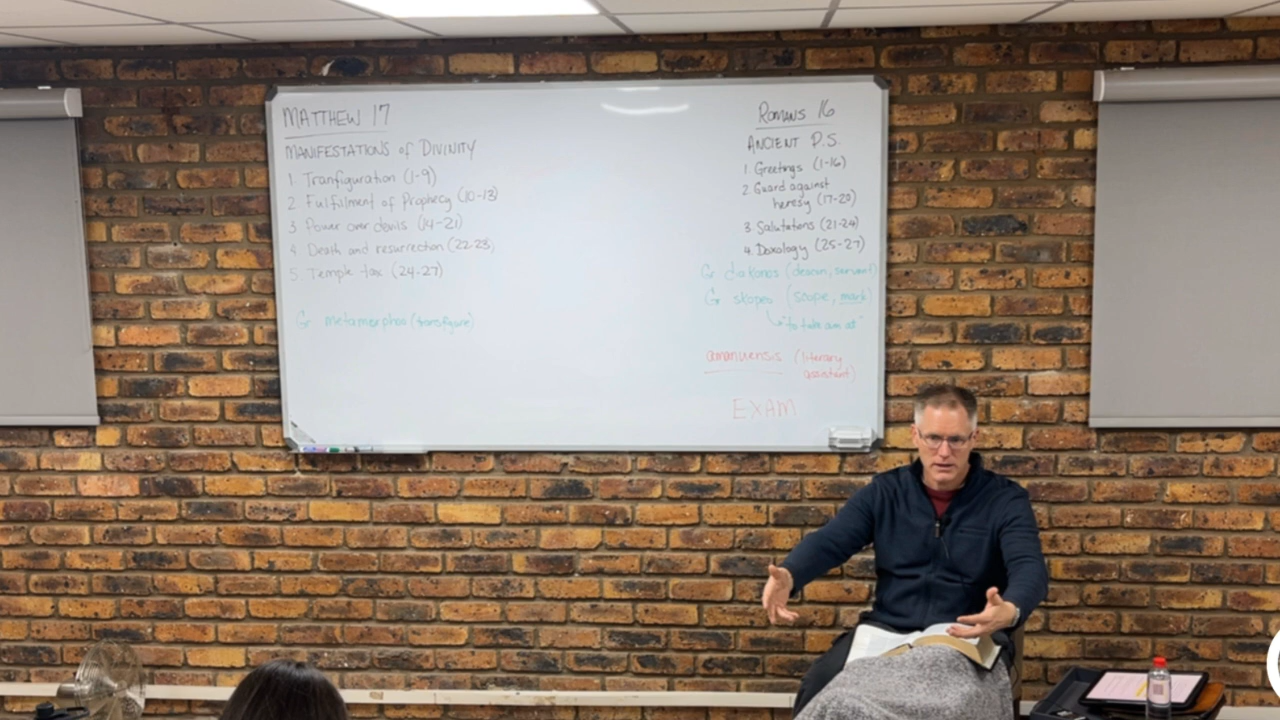 MATTHEW 17
MANIFESTATIONS of DIVINITY
1. Tranfiguration (1-9)
2. Fulfilment of Prophecy (10-13)
3. Power over devils (14-21)
4. Death and resurrection (22-23)
5. Temple tax (24-27)
Gr metamorphoo (transfigure)
Romans 16
ANCIENT P.S.
1. Greetings (1-16)
2. Guard against
heresy (17-20)
3. Salutations (21-24)
4. Doxology (25-27)
Gr diakonos (deacon, servant)
Gr skopos (scope, mark)
"to take aim at"
amanuensis (literary
assistant)
EXAM